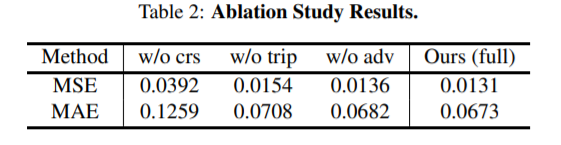 Table 2: Ablation Study Results.
Method w/o crs w/o trip w/o adv Ours (full)
MSE 0.0392 0.0154 0.0136 0.0131
MAE 0.1259 0.0708 0.0682 0.0673